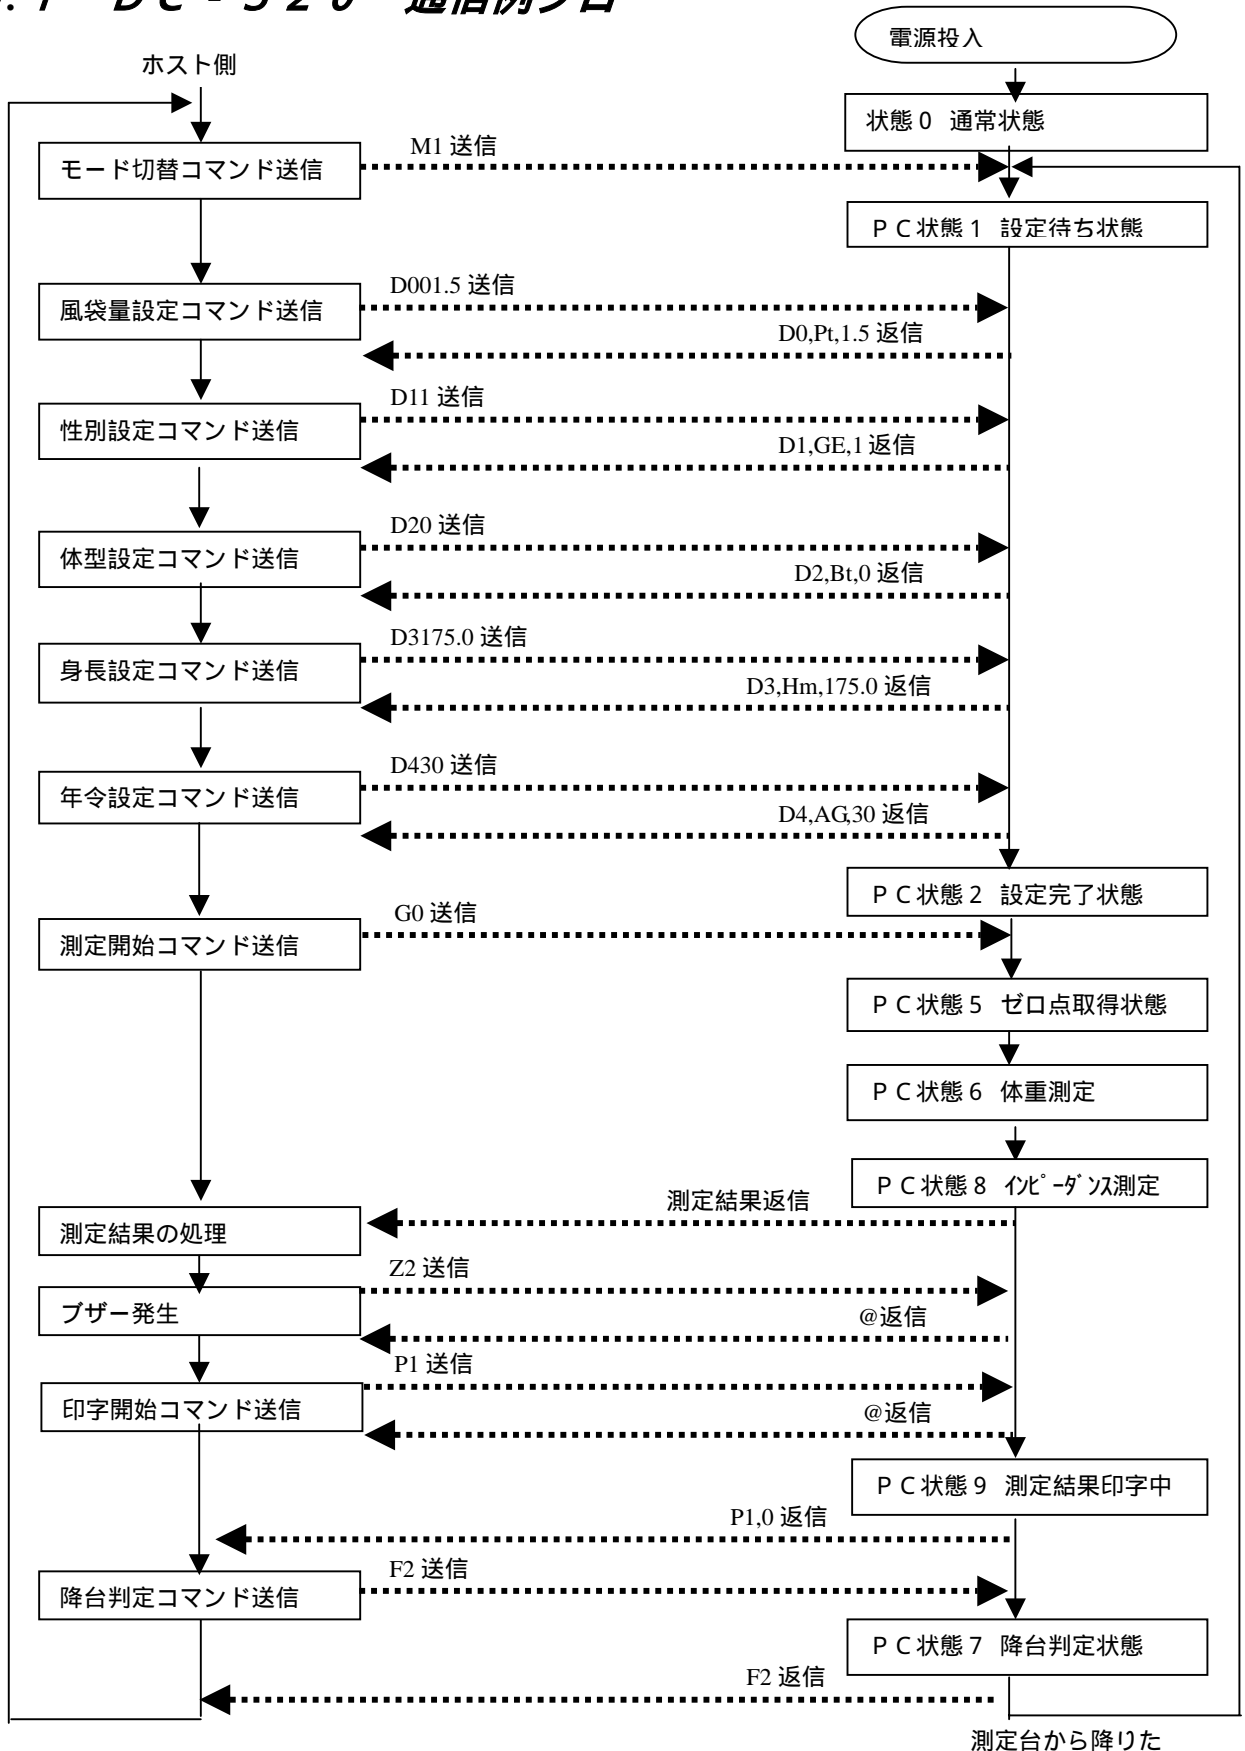 電源投入
ホスト側
状態０ 通常状態
M1 送信
モード切替コマンド送信
ＰＣ状態１ 設定待ち状態
D001.5 送信
風袋量設定コマンド送信
D0,Pt,1.5 返信
D11 送信
性別設定コマンド送信
D1,GE,1 返信
D20 送信
体型設定コマンド送信
D2,Bt,0 返信
D3175.0 送信
身長設定コマンド送信
D3,Hm,175.0 返信
D430 送信
年令設定コマンド送信
D4,AG,30 返信
ＰＣ状態２ 設定完了状態
G0 送信
測定開始コマンド送信
ＰＣ状態５ ゼロ点取得状態
ＰＣ状態６ 体重測定
ＰＣ状態８ ｲﾝﾋﾟｰﾀﾞﾝｽ測定
測定結果返信
測定結果の処理
Z2 送信
ブザー発生
@返信
P1 送信
印字開始コマンド送信
@返信
ＰＣ状態９ 測定結果印字中
P1,0 返信
F2 送信
降台判定コマンド送信
ＰＣ状態７ 降台判定状態
F2 返信
測定台から降りた